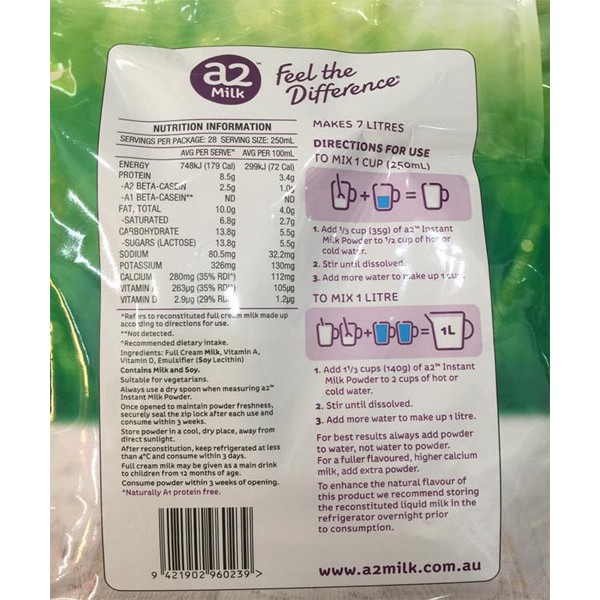 a2™
Milk
Feel the
Difference™
NUTRITION INFORMATION
SERVINGS PER PACKAGE: 28 SERVING SIZE: 250mL
AVG PER SERVE* AVG PER 100mL
ENERGY 748kJ (179 Cal) 299kJ (72 Cal)
PROTEIN 8.5g 3.4g
-A2 BETA-CASEIN 2.5g 1.0g
-A1 BETA-CASEIN** ND ND
FAT, TOTAL 10.0g 4.0g
-SATURATED 6.8g 2.7g
CARBOHYDRATE 13.8g 5.5g
-SUGARS (LACTOSE) 13.8g 5.5g
SODIUM 80.5mg 32.2mg
POTASSIUM 326mg 130mg
CALCIUM 280mg (35% RDI^) 112mg
VITAMIN A 263μg (35% RDI^) 105μg
VITAMIN D 2.9μg (29% RDI^) 1.2μg
*Refers to reconstituted full cream milk made up
according to directions for use.
**Not detected.
^Recommended dietary intake.
Ingredients: Full Cream Milk, Vitamin A,
Vitamin D, Emulsifier (Soy Lecithin)
Contains Milk and Soy.
Suitable for vegetarians.
Always use a dry spoon when measuring a2™
Instant Milk Powder.
Once opened to maintain powder freshness,
securely seal the zip lock after each use and
consume within 3 weeks.
Store powder in a cool, dry place, away from
direct sunlight.
After reconstitution, keep refrigerated at less
than 4°C and consume within 3 days.
Full cream milk may be given as a main drink
to children from 12 months of age.
Consume powder within 3 weeks of opening.
^Naturally A1 protein free.
9 421902 960239 >
MAKES 7 LITRES
DIRECTIONS FOR USE
TO MIX 1 CUP (250mL)
+ =
1. Add 1/3 cup (35g) of a2™ Instant
Milk Powder to 1/2 cup of hot or
cold water.
2. Stir until dissolved.
3. Add more water to make up 1 cup.
TO MIX 1 LITRE
+ = 1L
1. Add 1 1/3 cups (140g) of a2™ Instant
Milk Powder to 2 cups of hot or
cold water.
2. Stir until dissolved.
3. Add more water to make up 1 litre.
For best results always add powder
to water, not water to powder.
For a fuller flavoured, higher calcium
milk, add extra powder.
To enhance the natural flavour of
this product we recommend storing
the reconstituted liquid milk in the
refrigerator overnight prior
to consumption.
www.a2milk.com.au